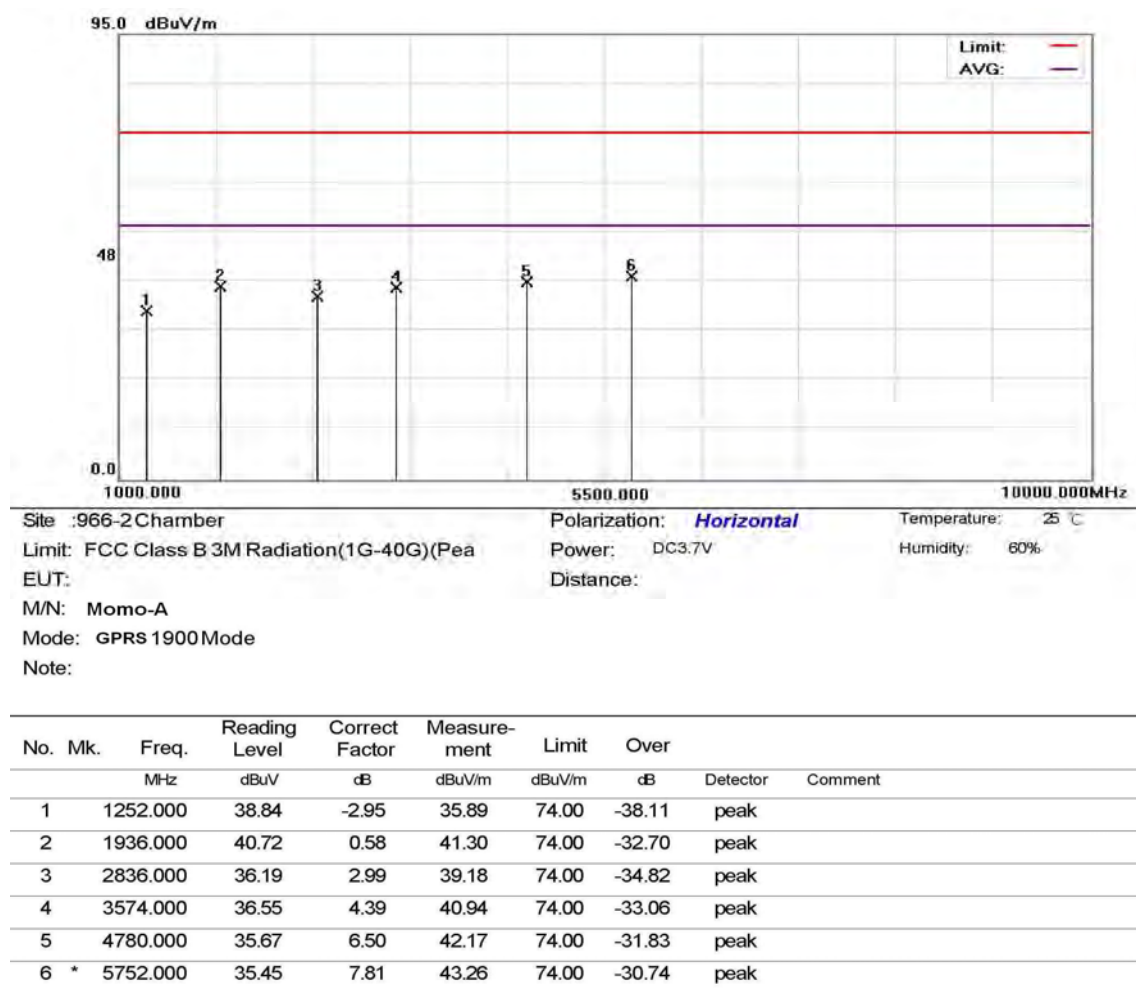 95.0 dBuV/m
Limit:
AVG:
48
1
2
3
4
5
6
0.0
1000.000 5500.000 10000.000MHz
Site :966-2Chamber Polarization: Horizontal Temperature: 25 ℃
Limit: FCC Class B 3M Radiation(1G-40G)(Pea Power: DC3.7V Humidity: 60%
EUT: Distance:
M/N: Momo-A
Mode: GPRS 1900Mode
Note:
No. Mk. Freq. Reading Level Correct Factor Measure-ment Limit Over
MHz dBuV dB dBuV/m dBuV/m dB Detector Comment
1 1252.000 38.84 -2.95 35.89 74.00 -38.11 peak
2 1936.000 40.72 0.58 41.30 74.00 -32.70 peak
3 2836.000 36.19 2.99 39.18 74.00 -34.82 peak
4 3574.000 36.55 4.39 40.94 74.00 -33.06 peak
5 4780.000 35.67 6.50 42.17 74.00 -31.83 peak
6 * 5752.000 35.45 7.81 43.26 74.00 -30.74 peak